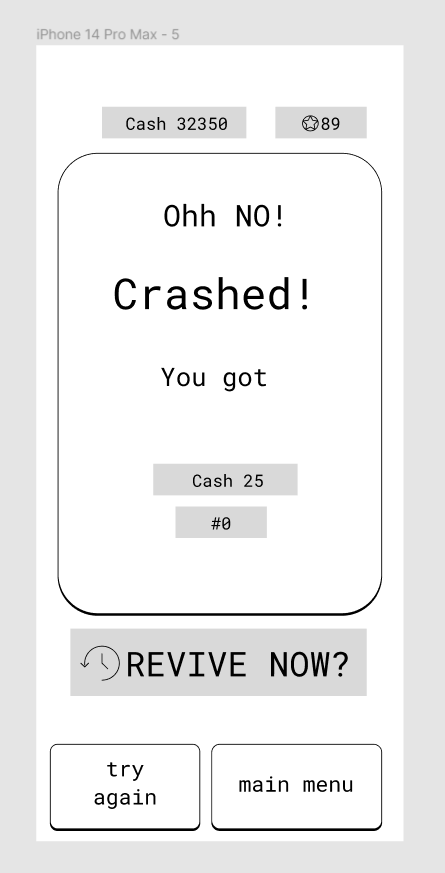 iPhone 14 Pro Max - 5
Cash 32350
89
Ohh NO!
Crashed!
You got
Cash 25
#0
REVIVE NOW?
try
again
main menu